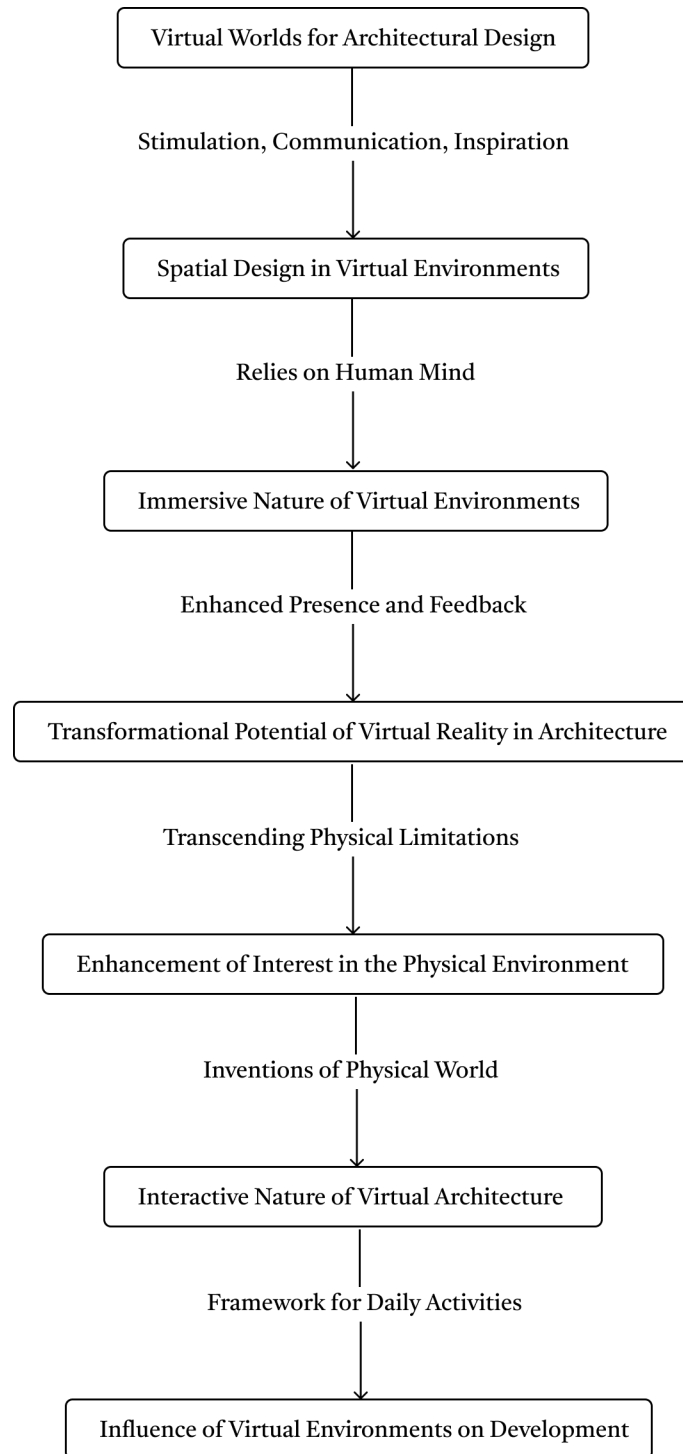 Virtual Worlds for Architectural Design
Stimulation, Communication, Inspiration
Spatial Design in Virtual Environments
Relies on Human Mind
Immersive Nature of Virtual Environments
Enhanced Presence and Feedback
Transformational Potential of Virtual Reality in Architecture
Transcending Physical Limitations
Enhancement of Interest in the Physical Environment
Inventions of Physical World
Interactive Nature of Virtual Architecture
Framework for Daily Activities
Influence of Virtual Environments on Development